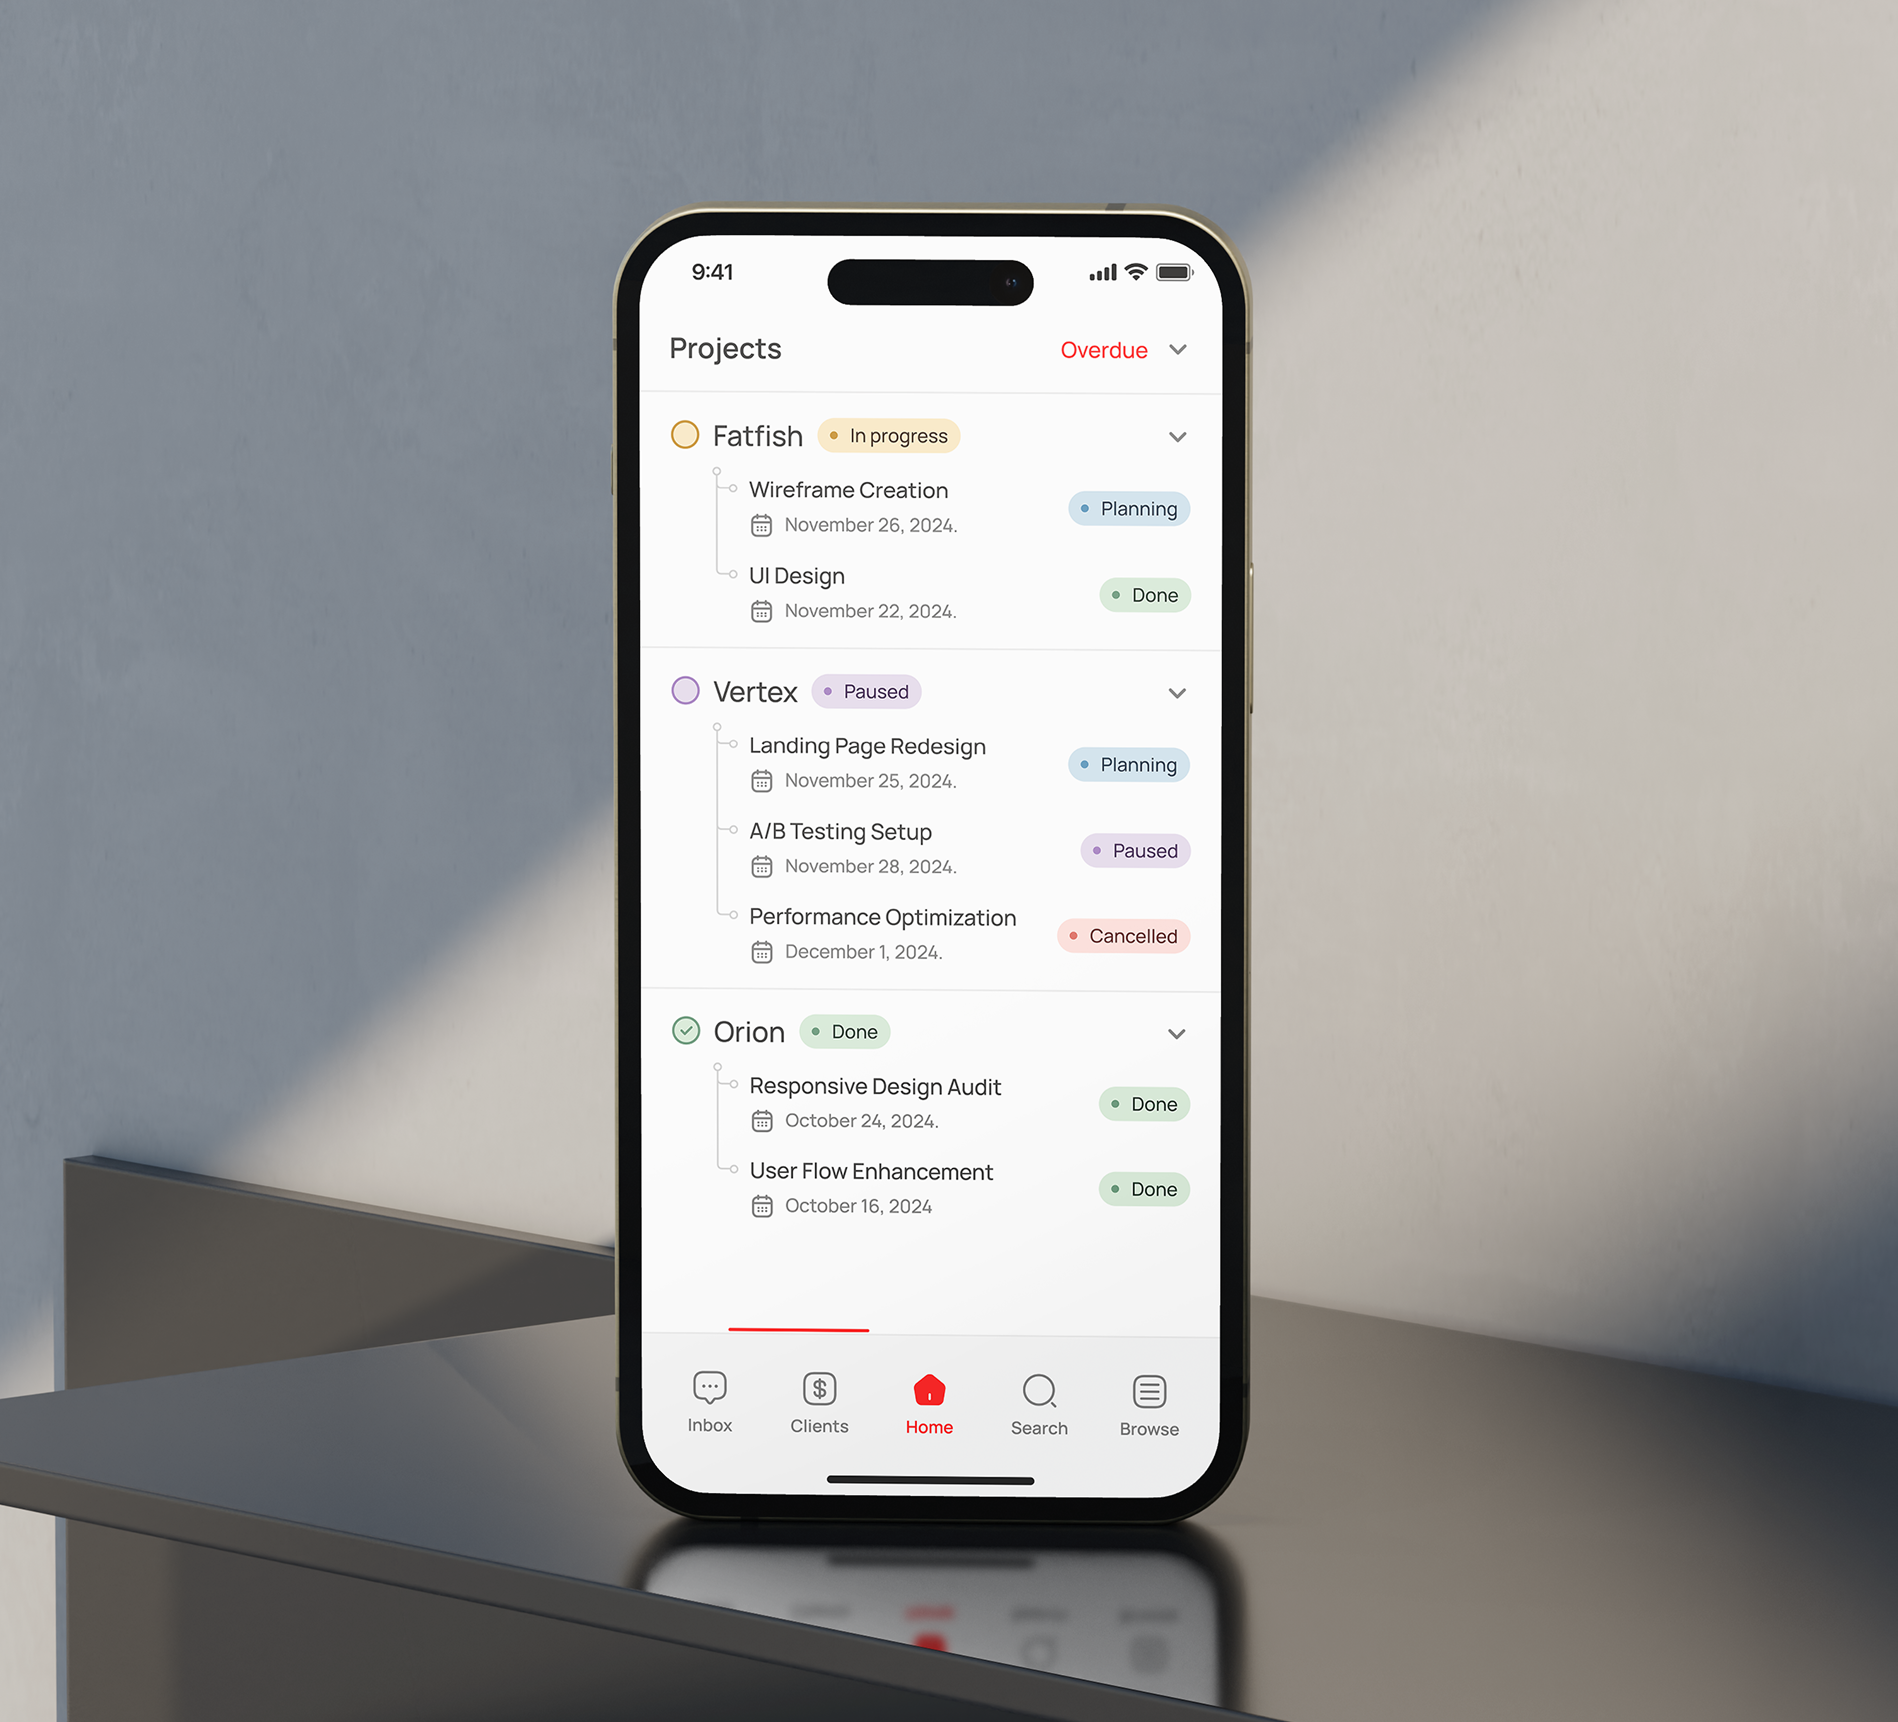 9:41
Projects
Overdue
Fatfish
In progress
Wireframe Creation
November 26, 2024.
Planning
UI Design
November 22, 2024.
Done
Vertex
Paused
Landing Page Redesign
November 25, 2024.
Planning
A/B Testing Setup
November 28, 2024.
Paused
Performance Optimization
December 1, 2024.
Cancelled
Orion
Done
Responsive Design Audit
October 24, 2024.
Done
User Flow Enhancement
October 16, 2024
Done
$
Inbox
Clients
Home
Search
Browse